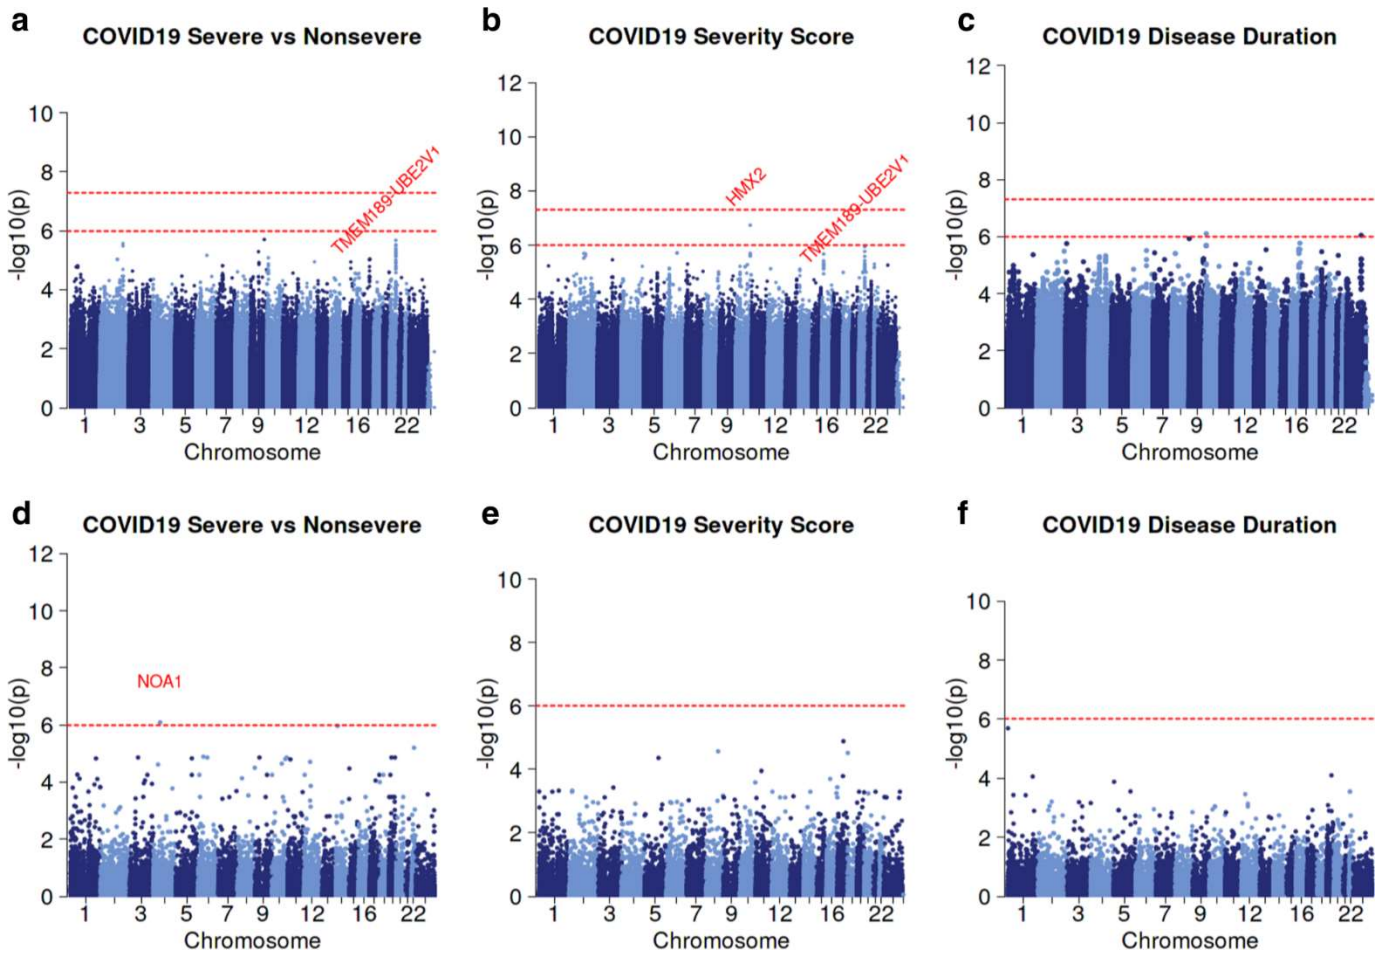 a
COVID19 Severe vs Nonsevere
10
8
6
4
2
0
-log10(p)
TMEM189-UBE2V1
1 3 5 7 9 12 16 22
Chromosome
b
COVID19 Severity Score
12
10
8
6
4
2
0
-log10(p)
HMX2
TMEM189-UBE2V1
1 3 5 7 9 12 16 22
Chromosome
c
COVID19 Disease Duration
12
10
8
6
4
2
0
-log10(p)
1 3 5 7 9 12 16 22
Chromosome
d
COVID19 Severe vs Nonsevere
12
10
8
6
4
2
0
-log10(p)
NOA1
1 3 5 7 9 12 16 22
Chromosome
e
COVID19 Severity Score
10
8
6
4
2
0
-log10(p)
1 3 5 7 9 12 16 22
Chromosome
f
COVID19 Disease Duration
10
8
6
4
2
0
-log10(p)
1 3 5 7 9 12 16 22
Chromosome